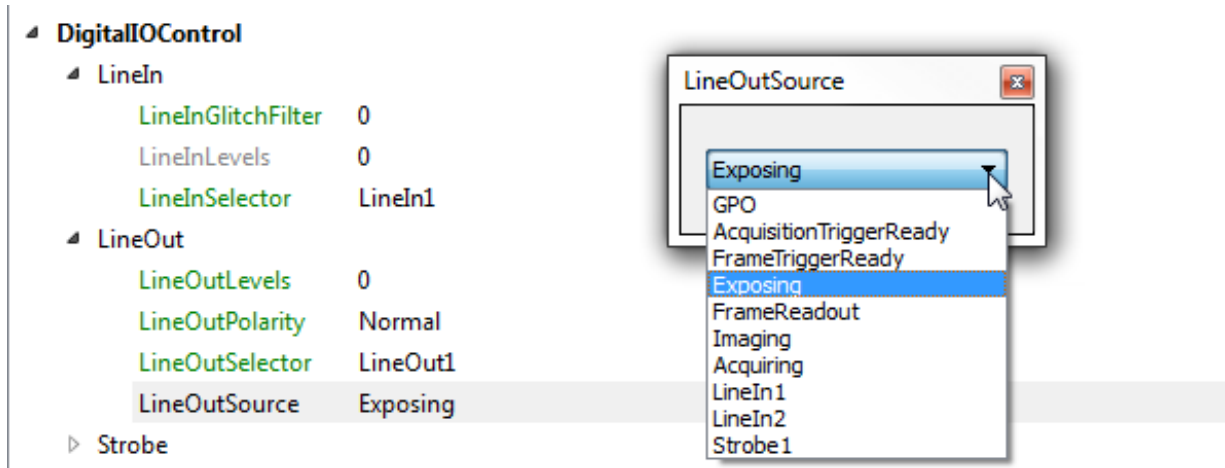 DigitalIOControl
LineIn
LineInGlitchFilter 0
LineInLevels 0
LineInSelector LineIn1
LineOut
LineOutLevels 0
LineOutPolarity Normal
LineOutSelector LineOut1
LineOutSource Exposing
Strobe
LineOutSource
Exposing
GPO
AcquisitionTriggerReady
FrameTriggerReady
Exposing
FrameReadout
Imaging
Acquiring
LineIn1
LineIn2
Strobe1